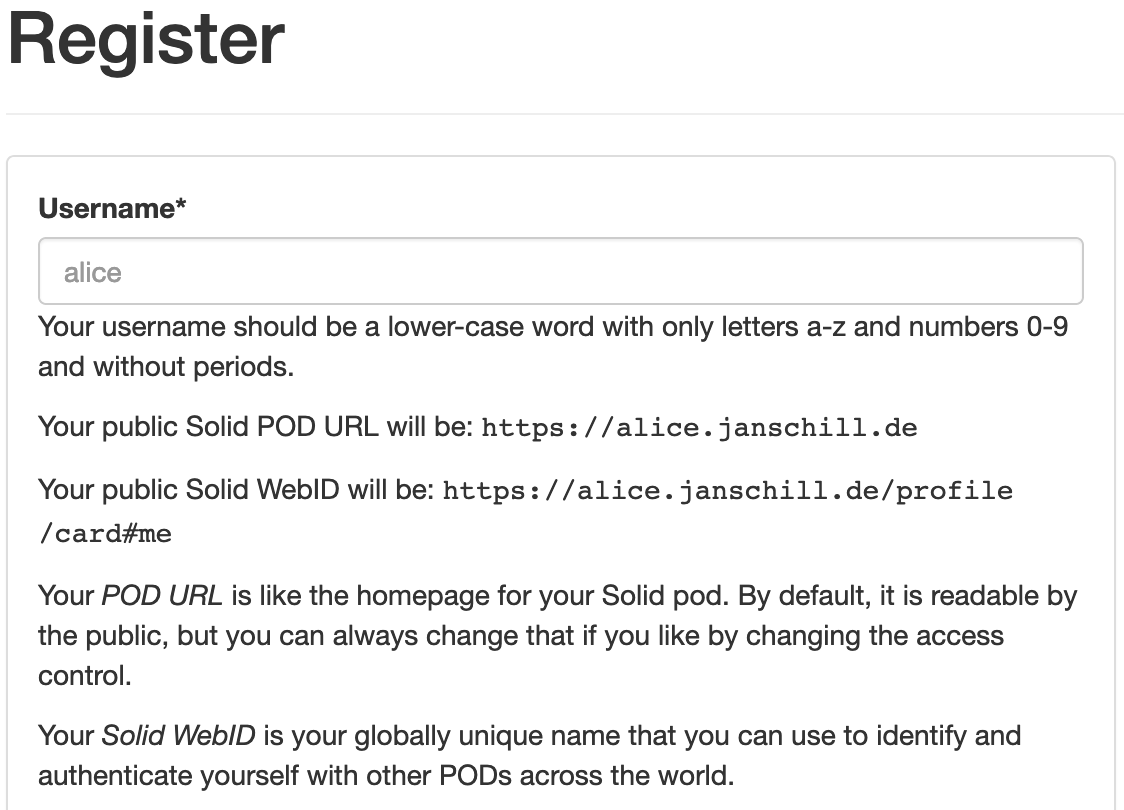 Register
Username*
alice
Your username should be a lower-case word with only letters a-z and numbers 0-9
and without periods.
Your public Solid POD URL will be: https://alice.janschill.de
Your public Solid WebID will be: https://alice.janschill.de/profile
/card#me
Your POD URL is like the homepage for your Solid pod. By default, it is readable by
the public, but you can always change that if you like by changing the access
control.
Your Solid WebID is your globally unique name that you can use to identify and
authenticate yourself with other PODs across the world.